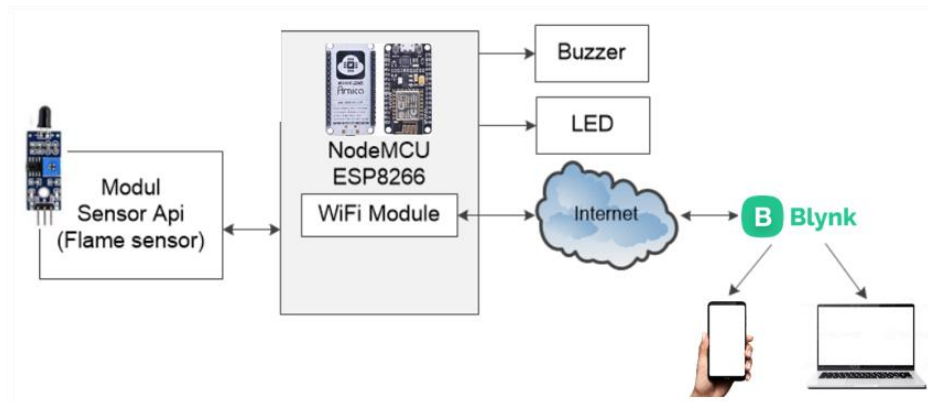 Buzzer
LED
NodeMCU
ESP8266
WiFi Module
Modul
Sensor Api
(Flame sensor)
Internet
B Blynk